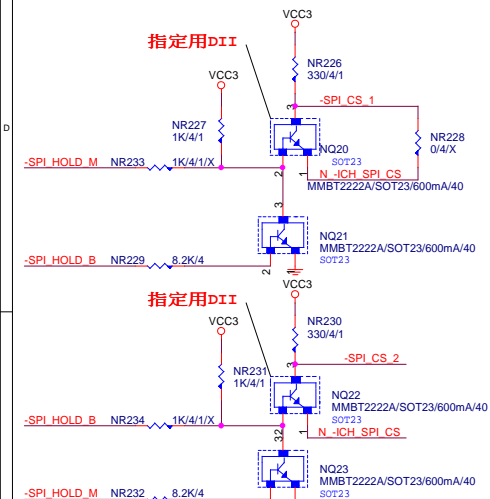 VCC3
指定用DII
NR226
330/4/1
VCC3
3
-SPI_CS_1
NR227
1K/4/1
NR228
0/4/X
NQ20
SOT23
-SPI_HOLD_M NR233 1K/4/1/X
2
1
N_-ICH_SPI_CS
MMBT2222A/SOT23/600mA/40
D
3
NQ21
MMBT2222A/SOT23/600mA/40
SOT23
-SPI_HOLD_B NR229 8.2K/4
2
1
VCC3
指定用DII
NR230
330/4/1
VCC3
3
-SPI_CS_2
NR231
1K/4/1
NQ22
MMBT2222A/SOT23/600mA/40
SOT23
-SPI_HOLD_B NR234 1K/4/1/X
2
3
1
N_-ICH_SPI_CS
NQ23
MMBT2222A/SOT23/600mA/40
SOT23
-SPI_HOLD_M NR232 8.2K/4